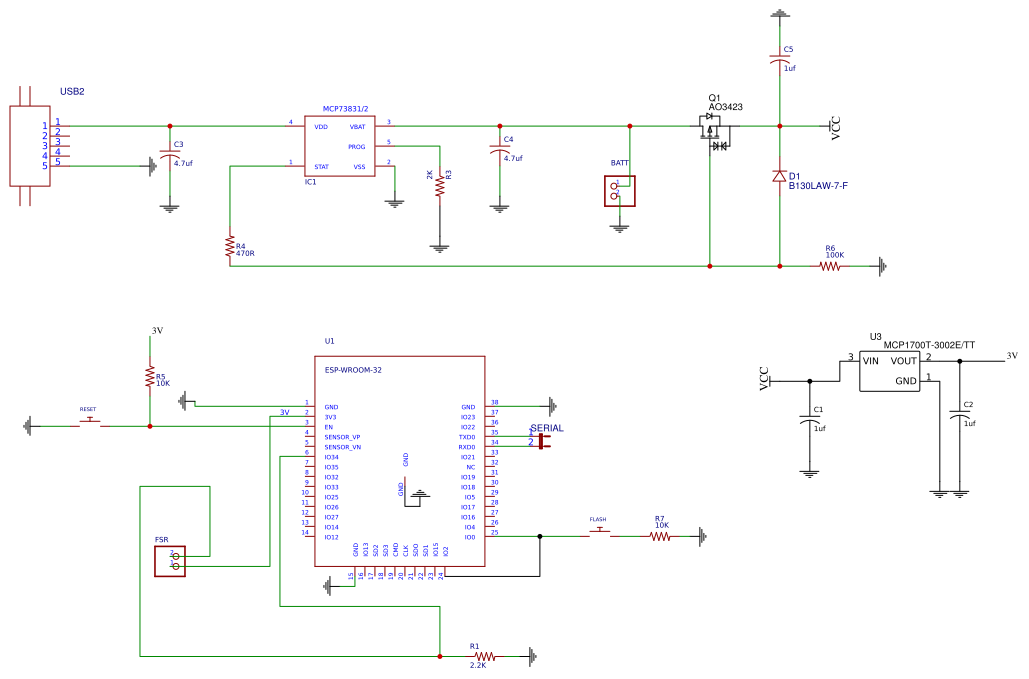 C5
1uf
USB2
1 1
2 2
3 3
4 4
5 5
C3
4.7uf
MCP73831/2
4 VDD VBAT 3
PROG 5
1 STAT VSS 2
IC1
2K
R3
C4
4.7uf
BATT
1
2
Q1
AO3423
VCC
D1
B130LAW-7-F
R4
470R
R6
100K
3V
R5
10K
RESET
U1
ESP-WROOM-32
1 GND GND 38
3V 2 3V3 IO23 37
3 EN IO22 36
4 SENSOR_VP TXD0 35
5 SENSOR_VN RXD0 34
6 IO34 IO21 33
7 IO35 NC 32
8 IO32 IO19 31
9 IO33 IO18 30
10 IO25 IO5 29
11 IO26 IO17 28
12 IO27 IO16 27
13 IO14 IO4 26
14 IO12 IO0 25
GND
GND
GND IO13 SD2 SD3 CMD CLK SDO SD1 IO15 IO2
15 16 17 18 19 20 21 22 23 24
SERIAL
1
2
FLASH
R7
10K
FSR
2
1
R1
2.2K
U3
MCP1700T-3002E/TT
3 VIN VOUT 2
GND 1
3V
VCC
C1
1uf
C2
1uf